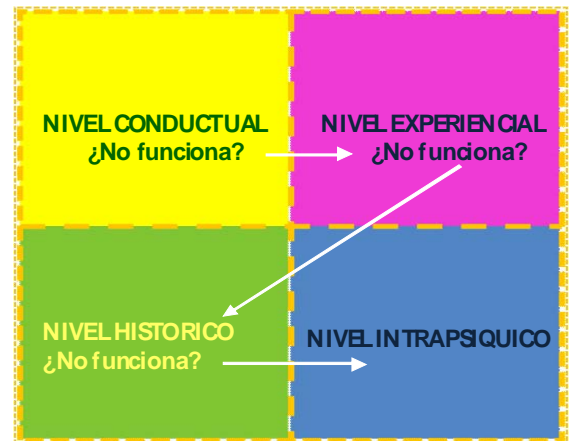 NIVEL CONDUCTUAL
¿No funciona?
NIVEL EXPERIENCIAL
¿No funciona?
NIVEL HISTORICO
¿No funciona?
NIVEL INTRAPSIQUICO